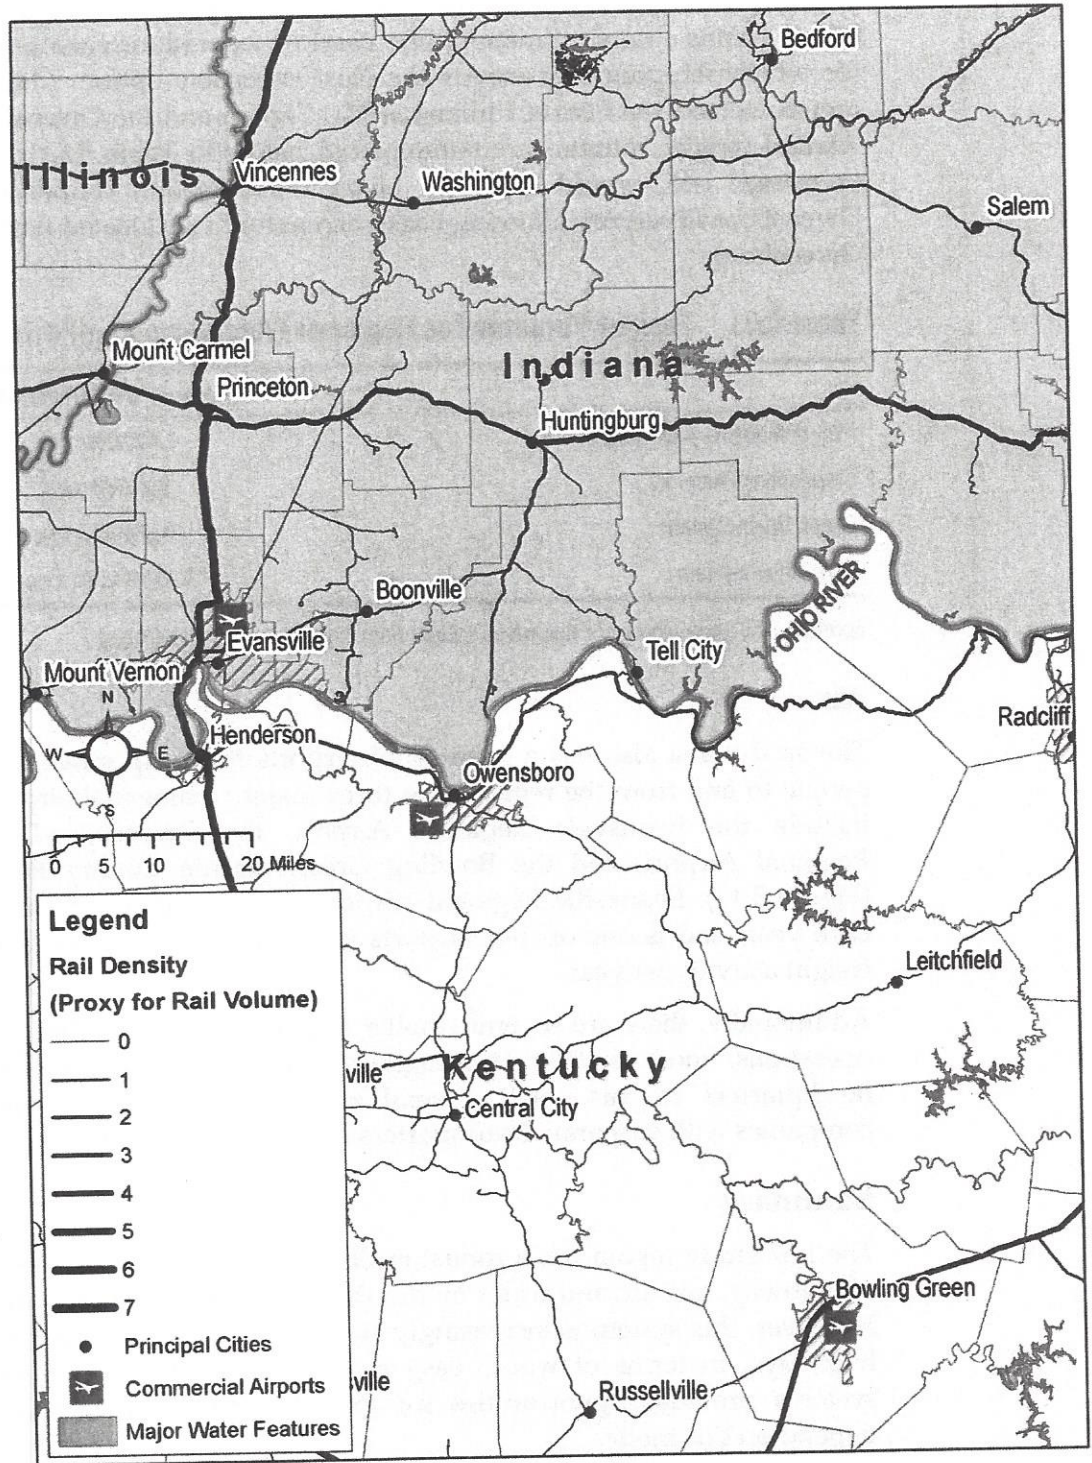 Bedford
Illinois
Vincennes
Washington
Salem
Mount Carmel
Princeton
Indiana
Huntingburg
Boonville
OHIO RIVER
Evansville
Tell City
Mount Vernon
N
W E
S
Henderson
Radcliff
Owensboro
0 5 10 20 Miles
Legend
Rail Density
(Proxy for Rail Volume)
0
1
2
3
4
5
6
7
Principal Cities
Commercial Airports
Major Water Features
Leitchfield
ville
Kentucky
Central City
Bowling Green
ville
Russellville